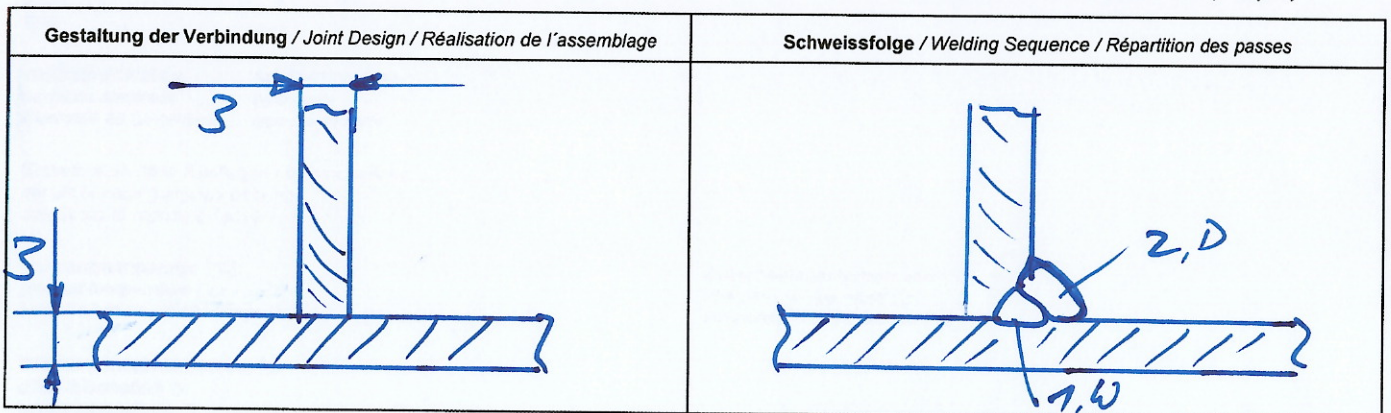 Gestaltung der Verbindung / Joint Design / Réalisation de l´assemblage
Schweissfolge / Welding Sequence / Répartition des passes
3
3
2, D
1, W